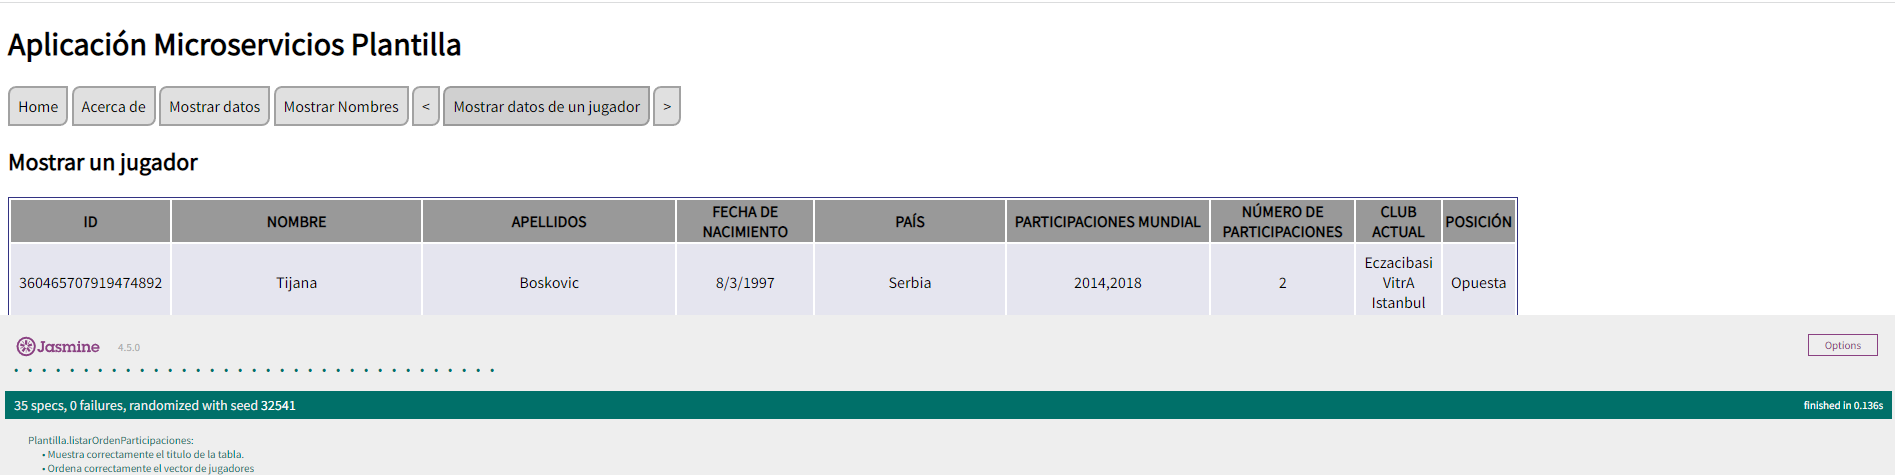 Aplicación Microservicios Plantilla
Home Acerca de Mostrar datos Mostrar Nombres < Mostrar datos de un jugador >
Mostrar un jugador
ID NOMBRE APELLIDOS FECHA DE NACIMIENTO PAÍS PARTICIPACIONES MUNDIAL NÚMERO DE PARTICIPACIONES CLUB ACTUAL POSICIÓN
360465707919474892 Tijana Boskovic 8/3/1997 Serbia 2014,2018 2 Eczacibasi VitrA Istanbul Opuesta
Jasmine 4.5.0 Options
35 specs, 0 failures, randomized with seed 32541 finished in 0.136s
Plantilla.listarOrdenParticipaciones:
• Muestra correctamente el titulo de la tabla.
• Ordena correctamente el vector de jugadores